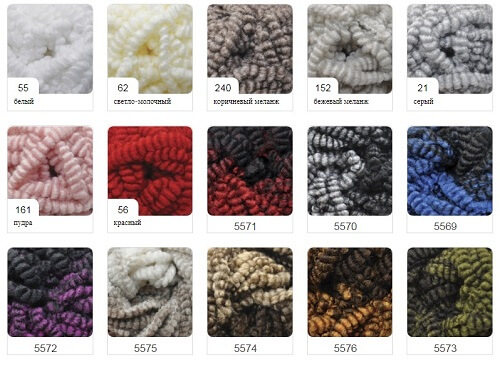 55
белый
62
светло-молочный
240
коричневый меланж
152
бежевый меланж
21
серый
161
пудра
56
красный
5571
5570
5569
5572
5575
5574
5576
5573